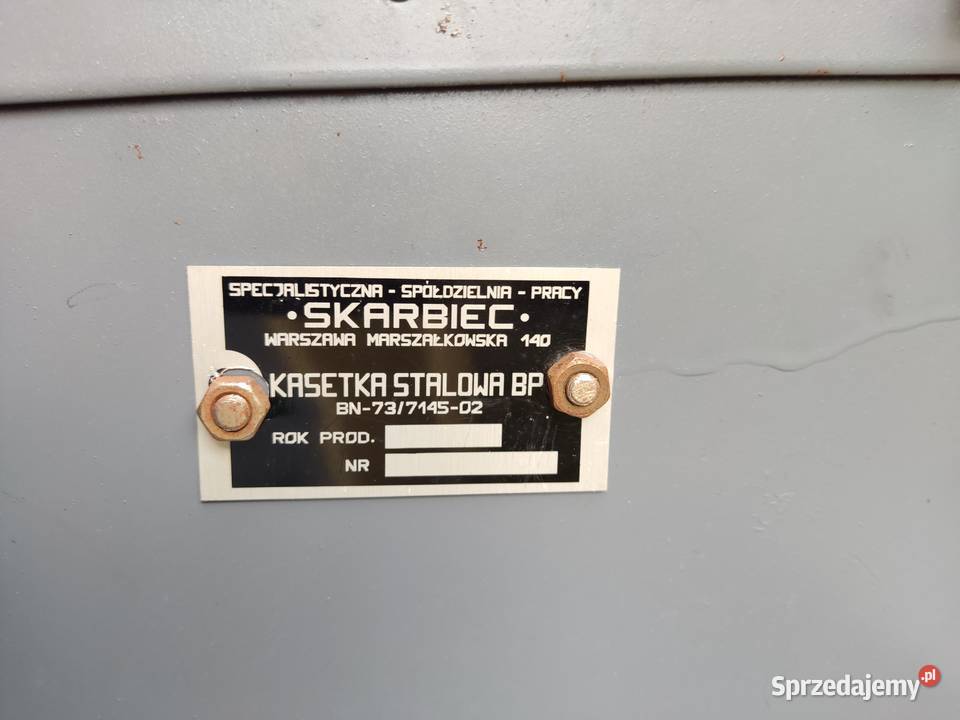 SPECJALISTYCZNA - SPÓŁDZIELNIA - PRACY
·SKARBIEC·
WARSZAWA MARSZAŁKOWSKA 140
KASETKA STALOWA BP
BN-73/7145-02
ROK PROD.
NR
Sprzedajemy.pl